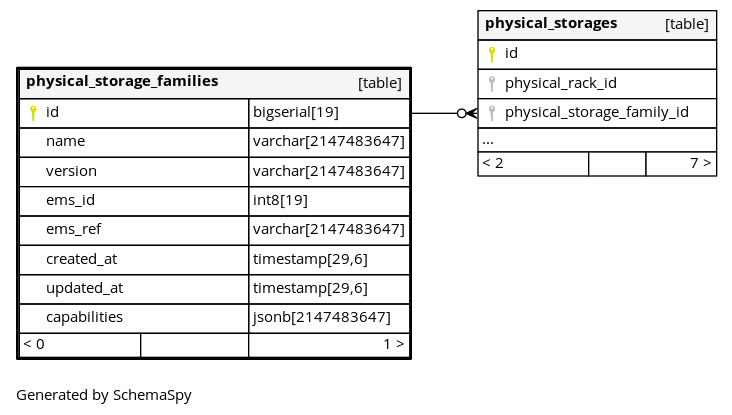 physical_storages [table]
id
physical_rack_id
physical_storage_family_id
...
< 2 7 >
physical_storage_families [table]
id bigserial[19]
name varchar[2147483647]
version varchar[2147483647]
ems_id int8[19]
ems_ref varchar[2147483647]
created_at timestamp[29,6]
updated_at timestamp[29,6]
capabilities jsonb[2147483647]
< 0 1 >
Generated by SchemaSpy